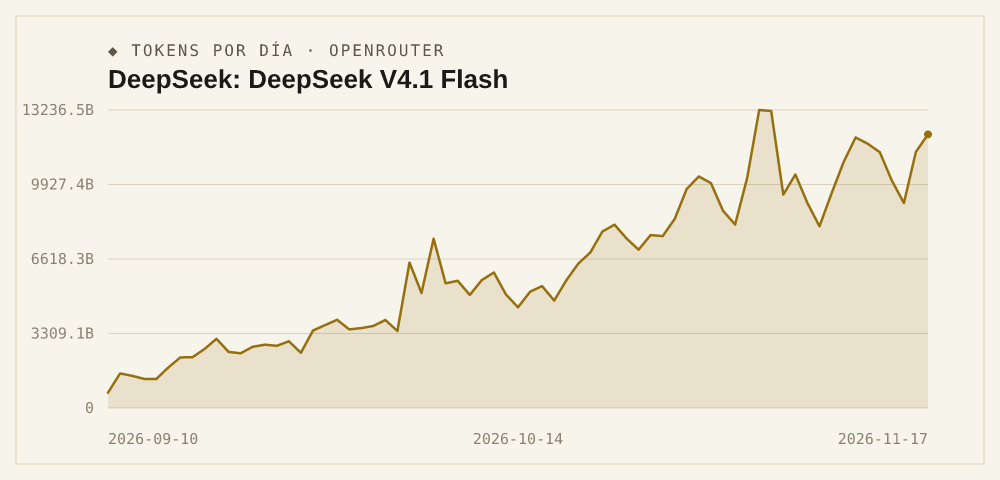 ◆ TOKENS POR DÍA · OPENROUTER
DeepSeek: DeepSeek V4.1 Flash
13236.5B
9927.4B
6618.3B
3309.1B
0
2026-09-10 2026-10-14 2026-11-17